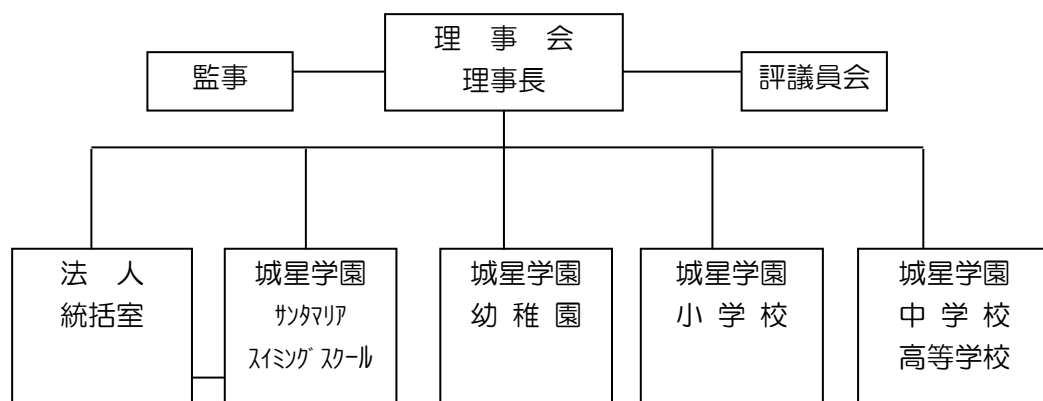 理　事　会
理事長
監事
評議員会
法　人
統括室
城星学園
ｻﾝﾀﾏﾘｱ
ｽｲﾐﾝｸﾞ ｽｸｰﾙ
城星学園
幼 稚 園
城星学園
小 学 校
城星学園
中 学 校
高等学校